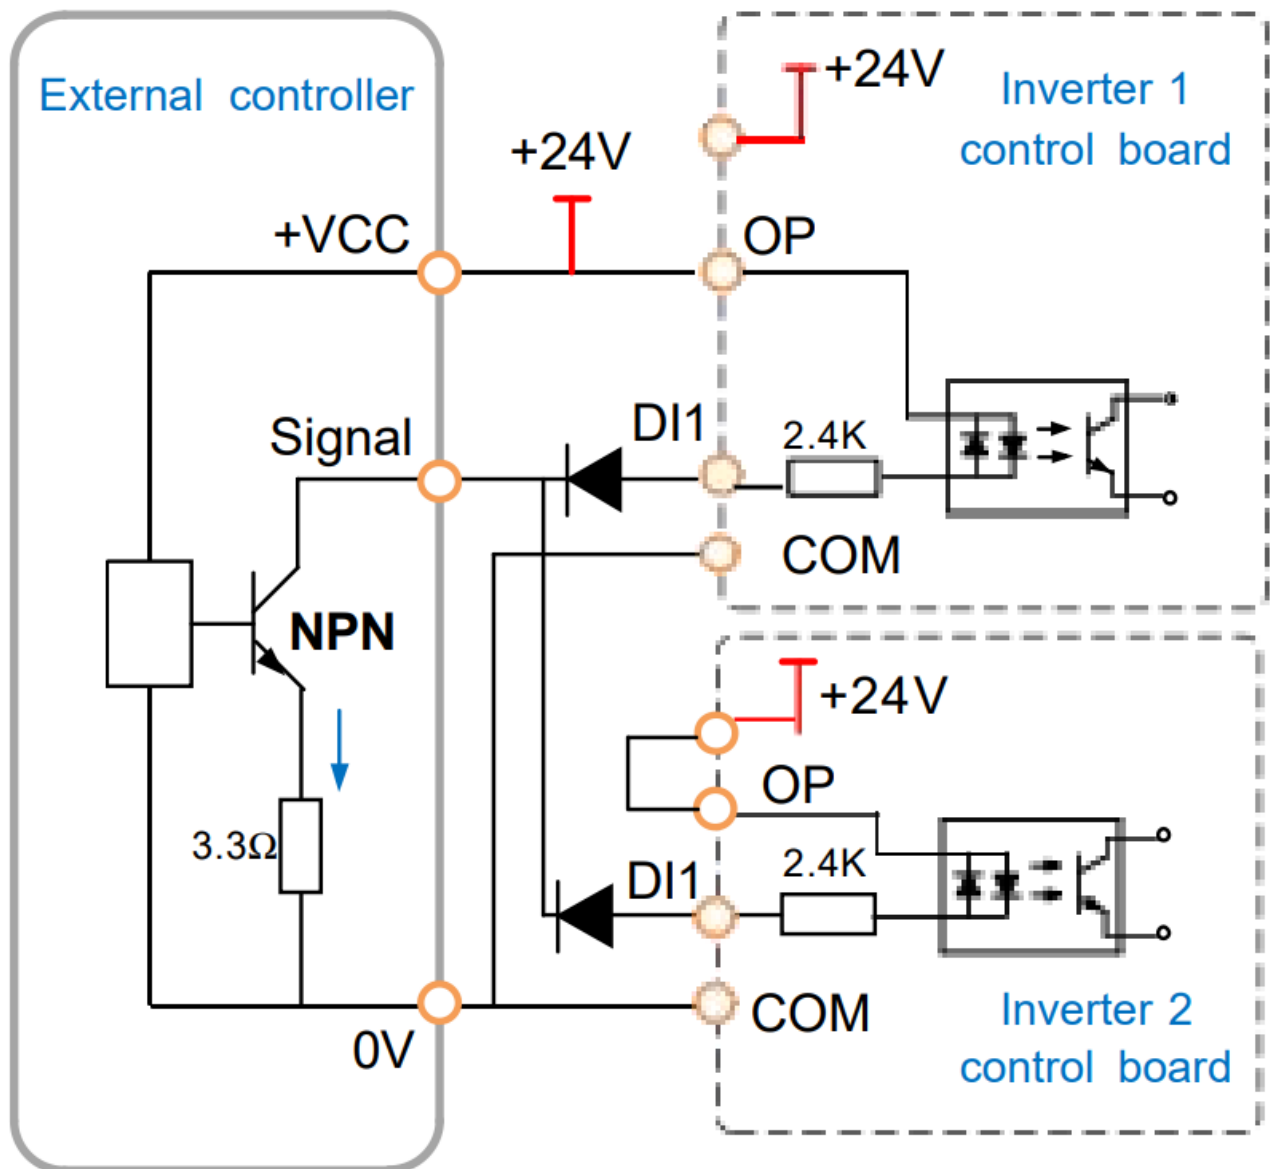 External controller
+24V
Inverter 1
control board
+24V
+VCC
OP
DI1
2.4K
Signal
COM
NPN
+24V
OP
3.3Ω
DI1
2.4K
COM
0V
Inverter 2
control board